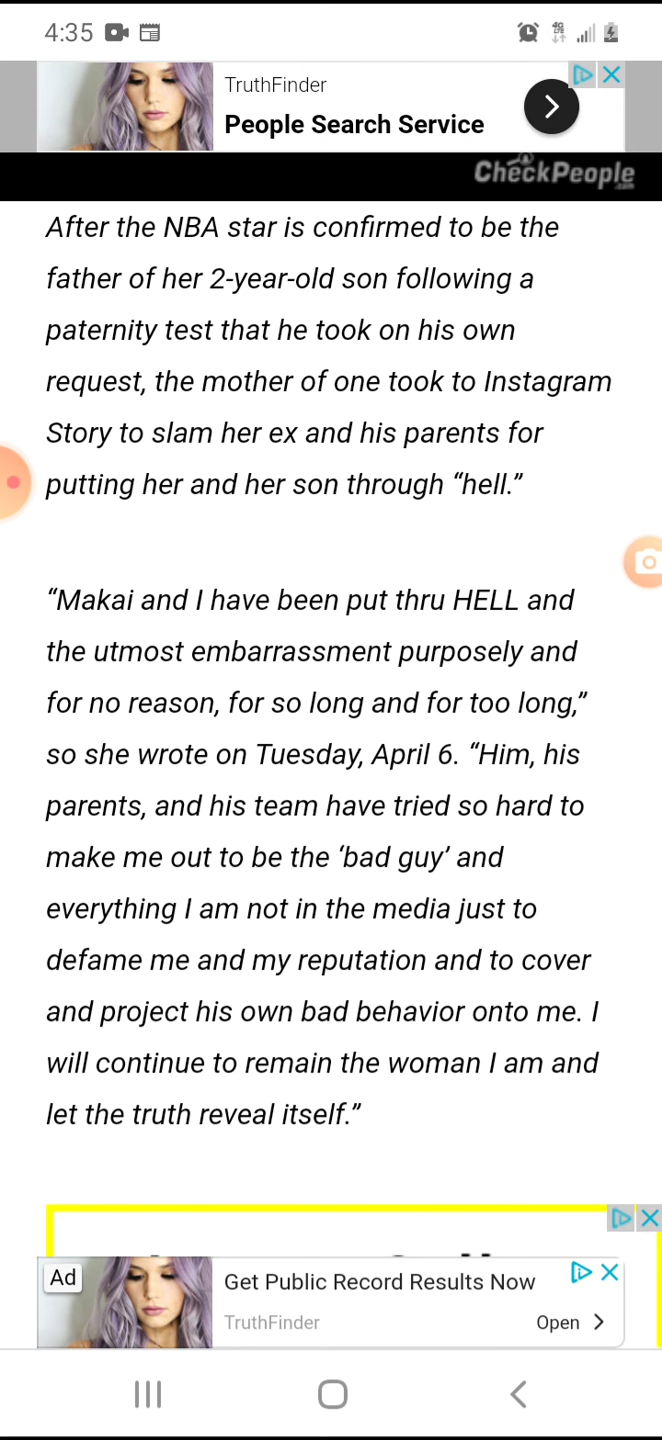 4:35
TruthFinder
People Search Service
CheckPeople
.com
After the NBA star is confirmed to be the
father of her 2-year-old son following a
paternity test that he took on his own
request, the mother of one took to Instagram
Story to slam her ex and his parents for
putting her and her son through “hell.”
“Makai and I have been put thru HELL and
the utmost embarrassment purposely and
for no reason, for so long and for too long,”
so she wrote on Tuesday, April 6. “Him, his
parents, and his team have tried so hard to
make me out to be the ‘bad guy’ and
everything I am not in the media just to
defame me and my reputation and to cover
and project his own bad behavior onto me. I
will continue to remain the woman I am and
let the truth reveal itself.”
Ad
Get Public Record Results Now
TruthFinder
Open